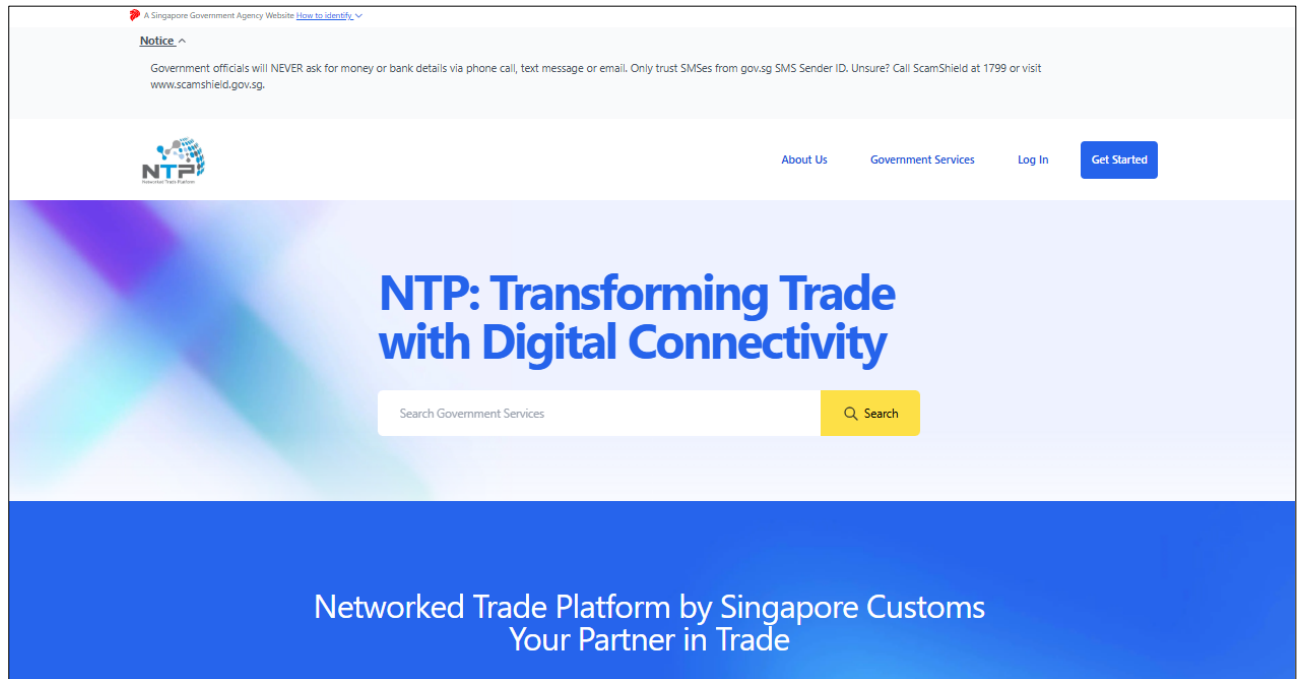 A Singapore Government Agency Website How to identify
Notice
Government officials will NEVER ask for money or bank details via phone call, text message or email. Only trust SMSes from gov.sg SMS Sender ID. Unsure? Call ScamShield at 1799 or visit
www.scamshield.gov.sg.
NTP
Networked Trade Platform
About Us Government Services Log In Get Started
NTP: Transforming Trade
with Digital Connectivity
Search Government Services Search
Networked Trade Platform by Singapore Customs
Your Partner in Trade